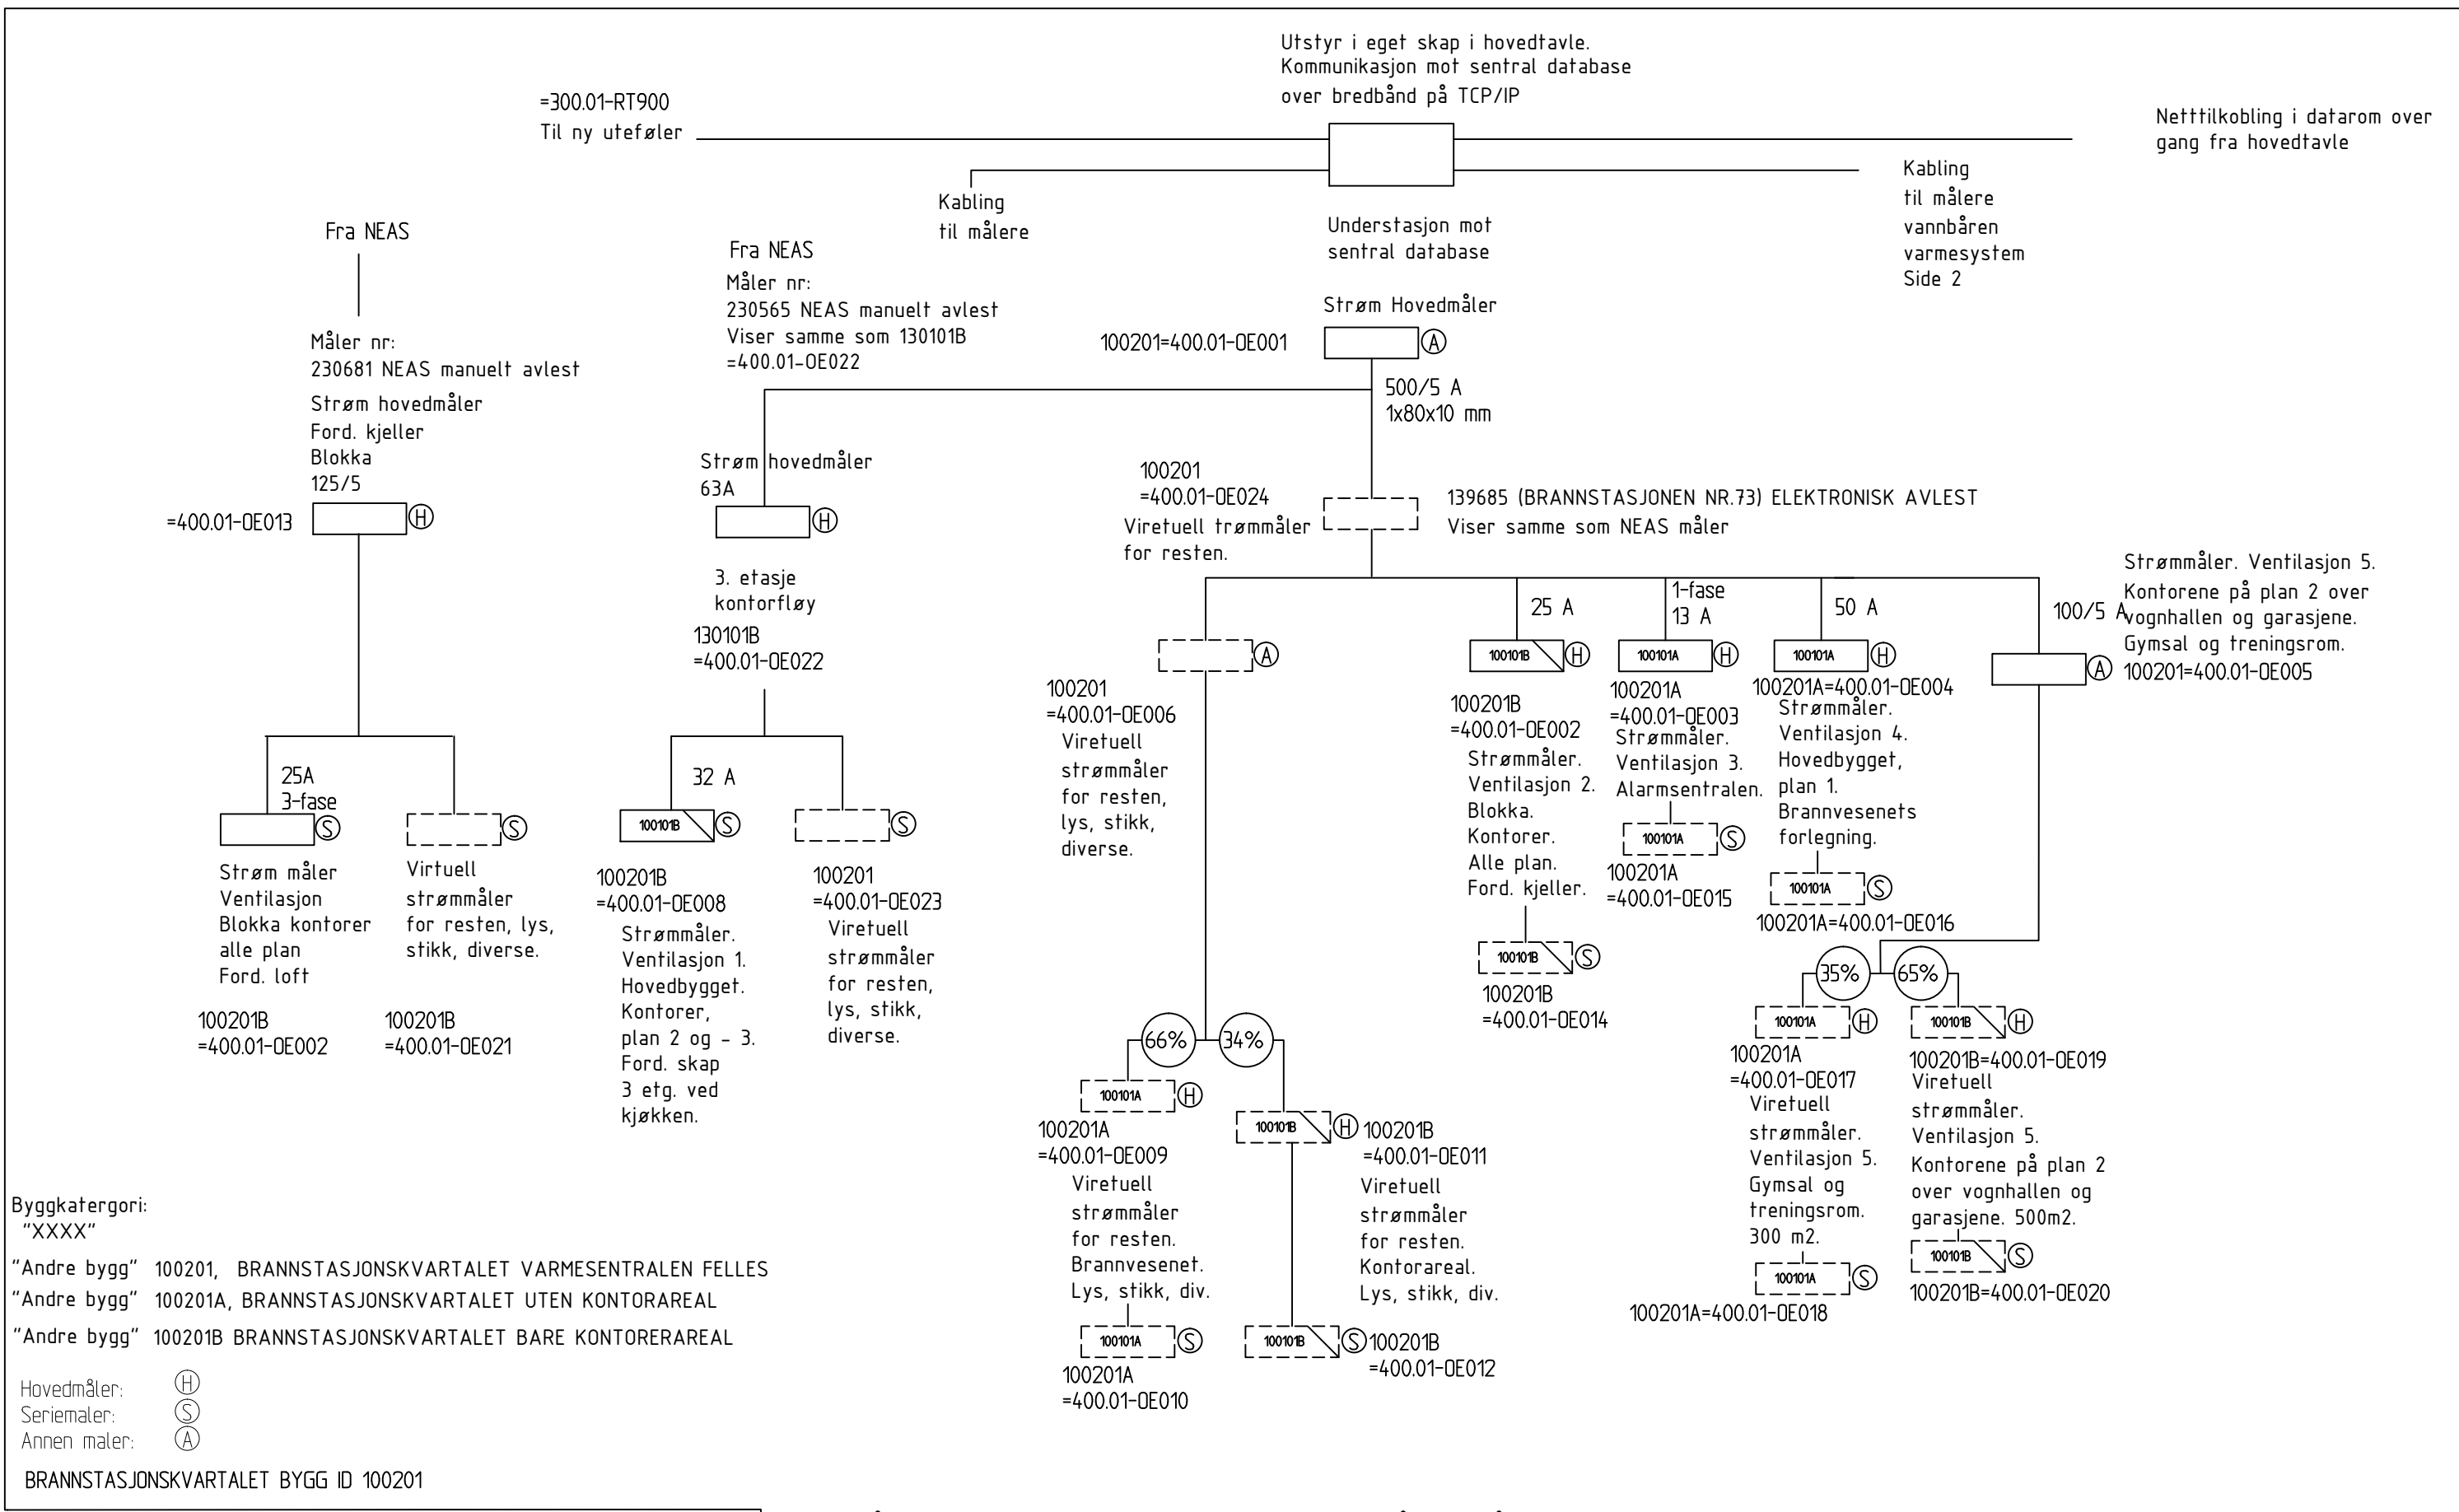 Utstyr i eget skap i hovedtavle.
Kommunikasjon mot sentral database
over bredbånd på TCP/IP
=300.01-RT900
Til ny uteføler
Netttilkobling i datarom over
gang fra hovedtavle
Kabling
til målere
Understasjon mot
sentral database
Kabling
til målere
vannbåren
varmesystem
Side 2
Fra NEAS
Måler nr:
230681 NEAS manuelt avlest
Strøm hovedmåler
Ford. kjeller
Blokka
125/5
=400.01-OE013
H
25A
3-fase
S
Strøm måler
Ventilasjon
Blokka kontorer
alle plan
Ford. loft
100201B
=400.01-OE002
S
Virtuell
strømmåler
for resten, lys,
stikk, diverse.
100201B
=400.01-OE021
Fra NEAS
Måler nr:
230565 NEAS manuelt avlest
Viser samme som 130101B
=400.01-OE022
Strøm hovedmåler
63A
H
3. etasje
kontorfløy
130101B
=400.01-OE022
32 A
100101B
S
100201B
=400.01-OE008
Strømmåler.
Ventilasjon 1.
Hovedbygget.
Kontorer,
plan 2 og - 3.
Ford. skap
3 etg. ved
kjøkken.
S
100201
=400.01-OE023
Viretuell
strømmåler
for resten,
lys, stikk,
diverse.
Strøm Hovedmåler
100201=400.01-OE001
A
500/5 A
1x80x10 mm
100201
=400.01-OE024
Viretuell trømmåler
for resten.
139685 (BRANNSTASJONEN NR.73) ELEKTRONISK AVLEST
Viser samme som NEAS måler
A
100201
=400.01-OE006
Viretuell
strømmåler
for resten,
lys, stikk,
diverse.
66%
34%
100101A
H
100201A
=400.01-OE009
Viretuell
strømmåler
for resten.
Brannvesenet.
Lys, stikk, div.
100101A
S
100201A
=400.01-OE010
100101B
H
100201B
=400.01-OE011
Viretuell
strømmåler
for resten.
Kontorareal.
Lys, stikk, div.
100101B
S
100201B
=400.01-OE012
25 A
100101B
H
100201B
=400.01-OE002
Strømmåler.
Ventilasjon 2.
Blokka.
Kontorer.
Alle plan.
Ford. kjeller.
100101B
S
100201B
=400.01-OE014
1-fase
13 A
100101A
H
100201A
=400.01-OE003
Strømmåler.
Ventilasjon 3.
Alarmsentralen.
100101A
S
100201A
=400.01-OE015
50 A
100101A
H
100201A=400.01-OE004
Strømmåler.
Ventilasjon 4.
Hovedbygget,
plan 1.
Brannvesenets
forlegning.
100101A
S
100201A=400.01-OE016
100/5 A
A
Strømmåler. Ventilasjon 5.
Kontorene på plan 2 over
vognhallen og garasjene.
Gymsal og treningsrom.
100201=400.01-OE005
35%
65%
100101A
H
100201A
=400.01-OE017
Viretuell
strømmåler.
Ventilasjon 5.
Gymsal og
treningsrom.
300 m2.
100101A
S
100201A=400.01-OE018
100101B
H
100201B=400.01-OE019
Viretuell
strømmåler.
Ventilasjon 5.
Kontorene på plan 2
over vognhallen og
garasjene. 500m2.
100101B
S
100201B=400.01-OE020
Byggkatergori:
"XXXX"
"Andre bygg" 100201, BRANNSTASJONSKVARTALET VARMESENTRALEN FELLES
"Andre bygg" 100201A, BRANNSTASJONSKVARTALET UTEN KONTORAREAL
"Andre bygg" 100201B BRANNSTASJONSKVARTALET BARE KONTORERAREAL
Hovedmåler: H
Seriemaler: S
Annen maler: A
BRANNSTASJONSKVARTALET BYGG ID 100201